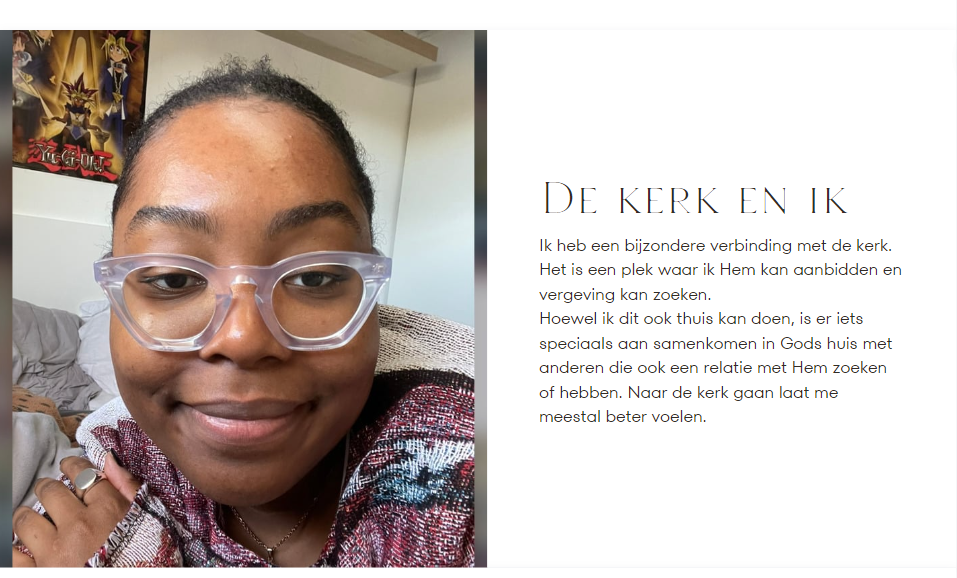 Yu-Gi-Oh!
De kerk en ik
Ik heb een bijzondere verbinding met de kerk.
Het is een plek waar ik Hem kan aanbidden en
vergeving kan zoeken.
Hoewel ik dit ook thuis kan doen, is er iets
speciaals aan samenkomen in Gods huis met
anderen die ook een relatie met Hem zoeken
of hebben. Naar de kerk gaan laat me
meestal beter voelen.